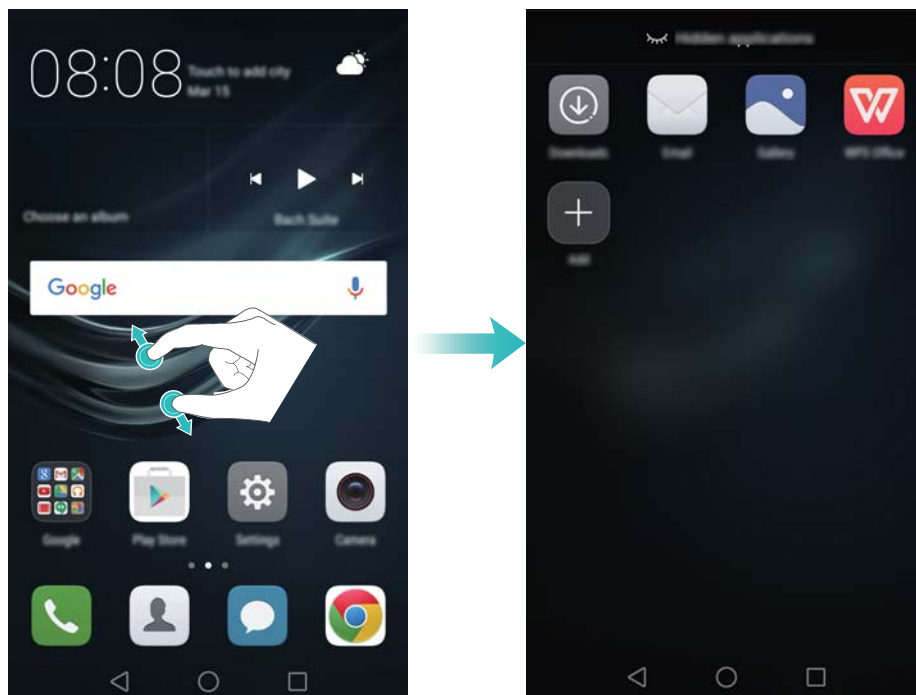 08:08
Touch to add city
Mar 15
Choose an album
Bach Suite
Google
Google
Play Store
Settings
Camera
Hidden applications
Downloads
Email
Gallery
WPS Office
Add